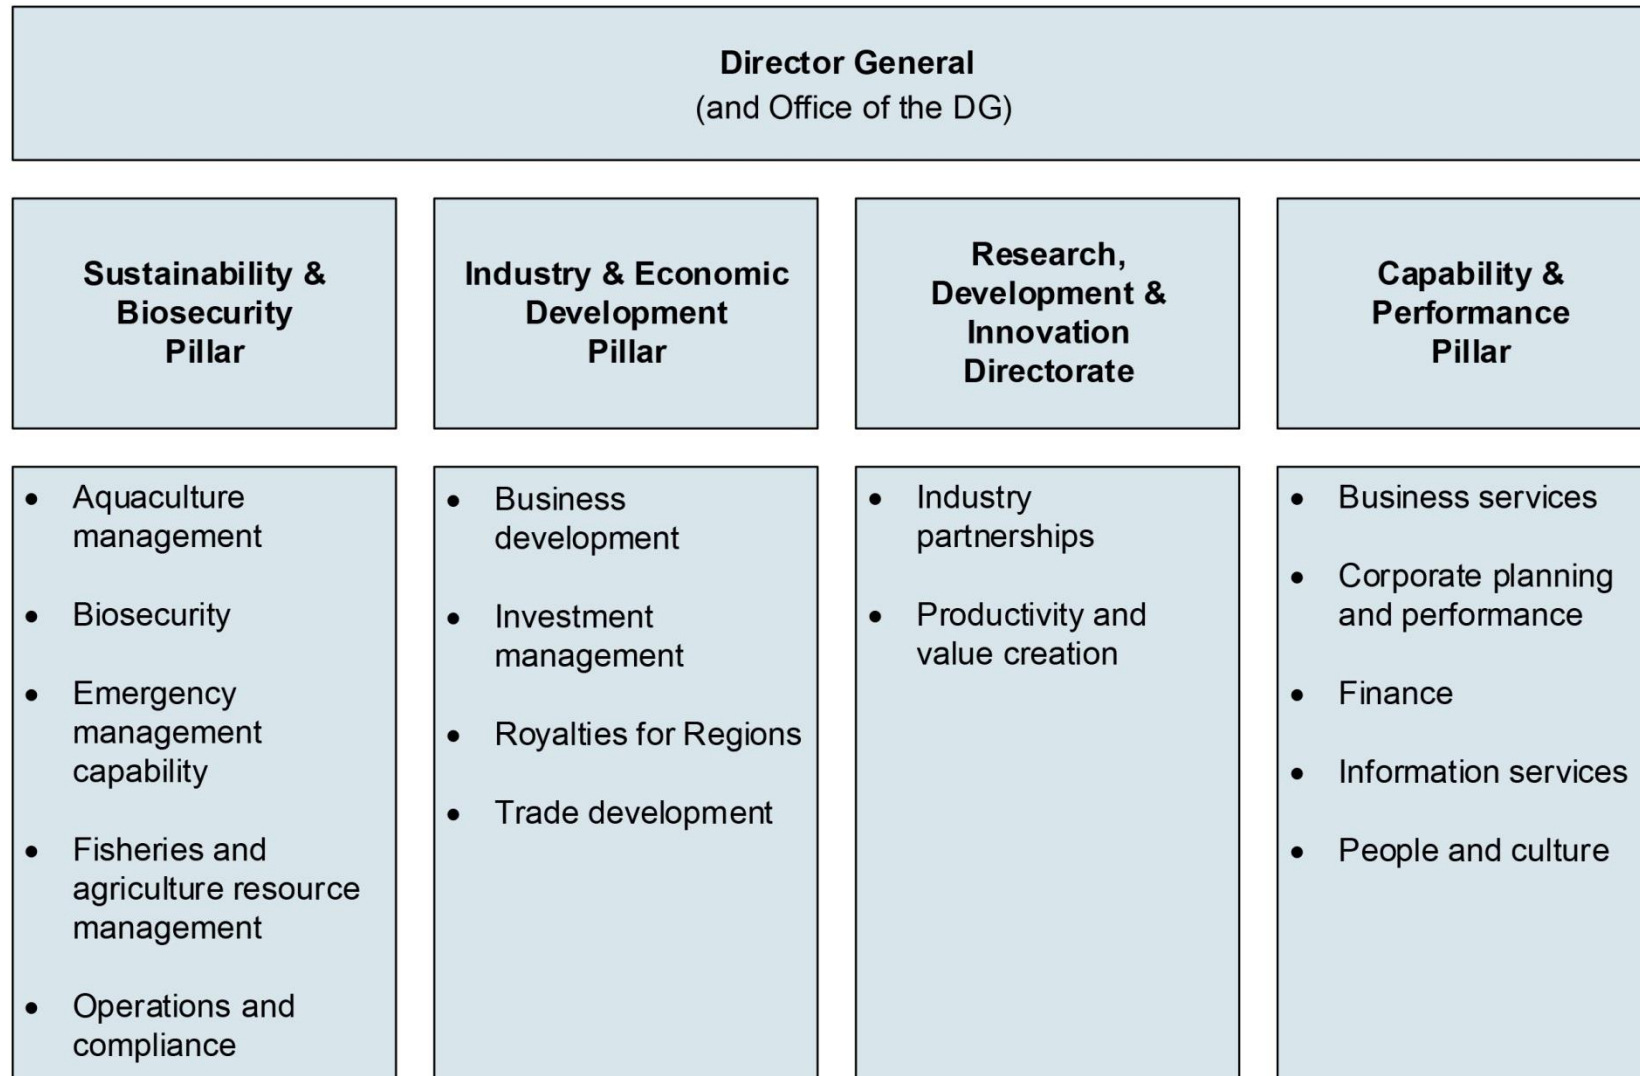 Director General
(and Office of the DG)
Sustainability &
Biosecurity
Pillar
Industry & Economic
Development
Pillar
Research,
Development &
Innovation
Directorate
Capability &
Performance
Pillar
• Aquaculture
management
• Biosecurity
• Emergency
management
capability
• Fisheries and
agriculture resource
management
• Operations and
compliance
• Business
development
• Investment
management
• Royalties for Regions
• Trade development
• Industry
partnerships
• Productivity and
value creation
• Business services
• Corporate planning
and performance
• Finance
• Information services
• People and culture